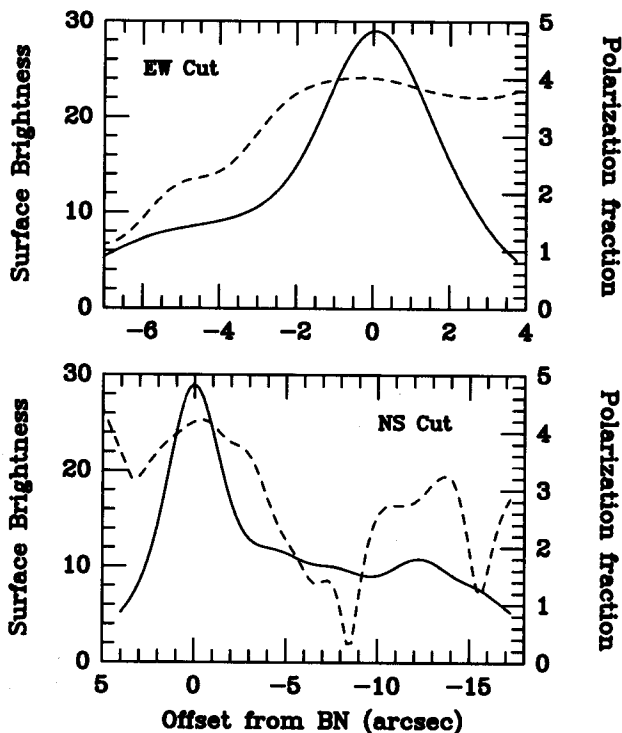 30
20
10
0
Surface Brightness
EW Cut
5
4
3
2
1
0
Polarization fraction
−6 −4 −2 0 2 4
30
20
10
0
Surface Brightness
NS Cut
5
4
3
2
1
0
Polarization fraction
5 0 −5 −10 −15
Offset from BN (arcsec)